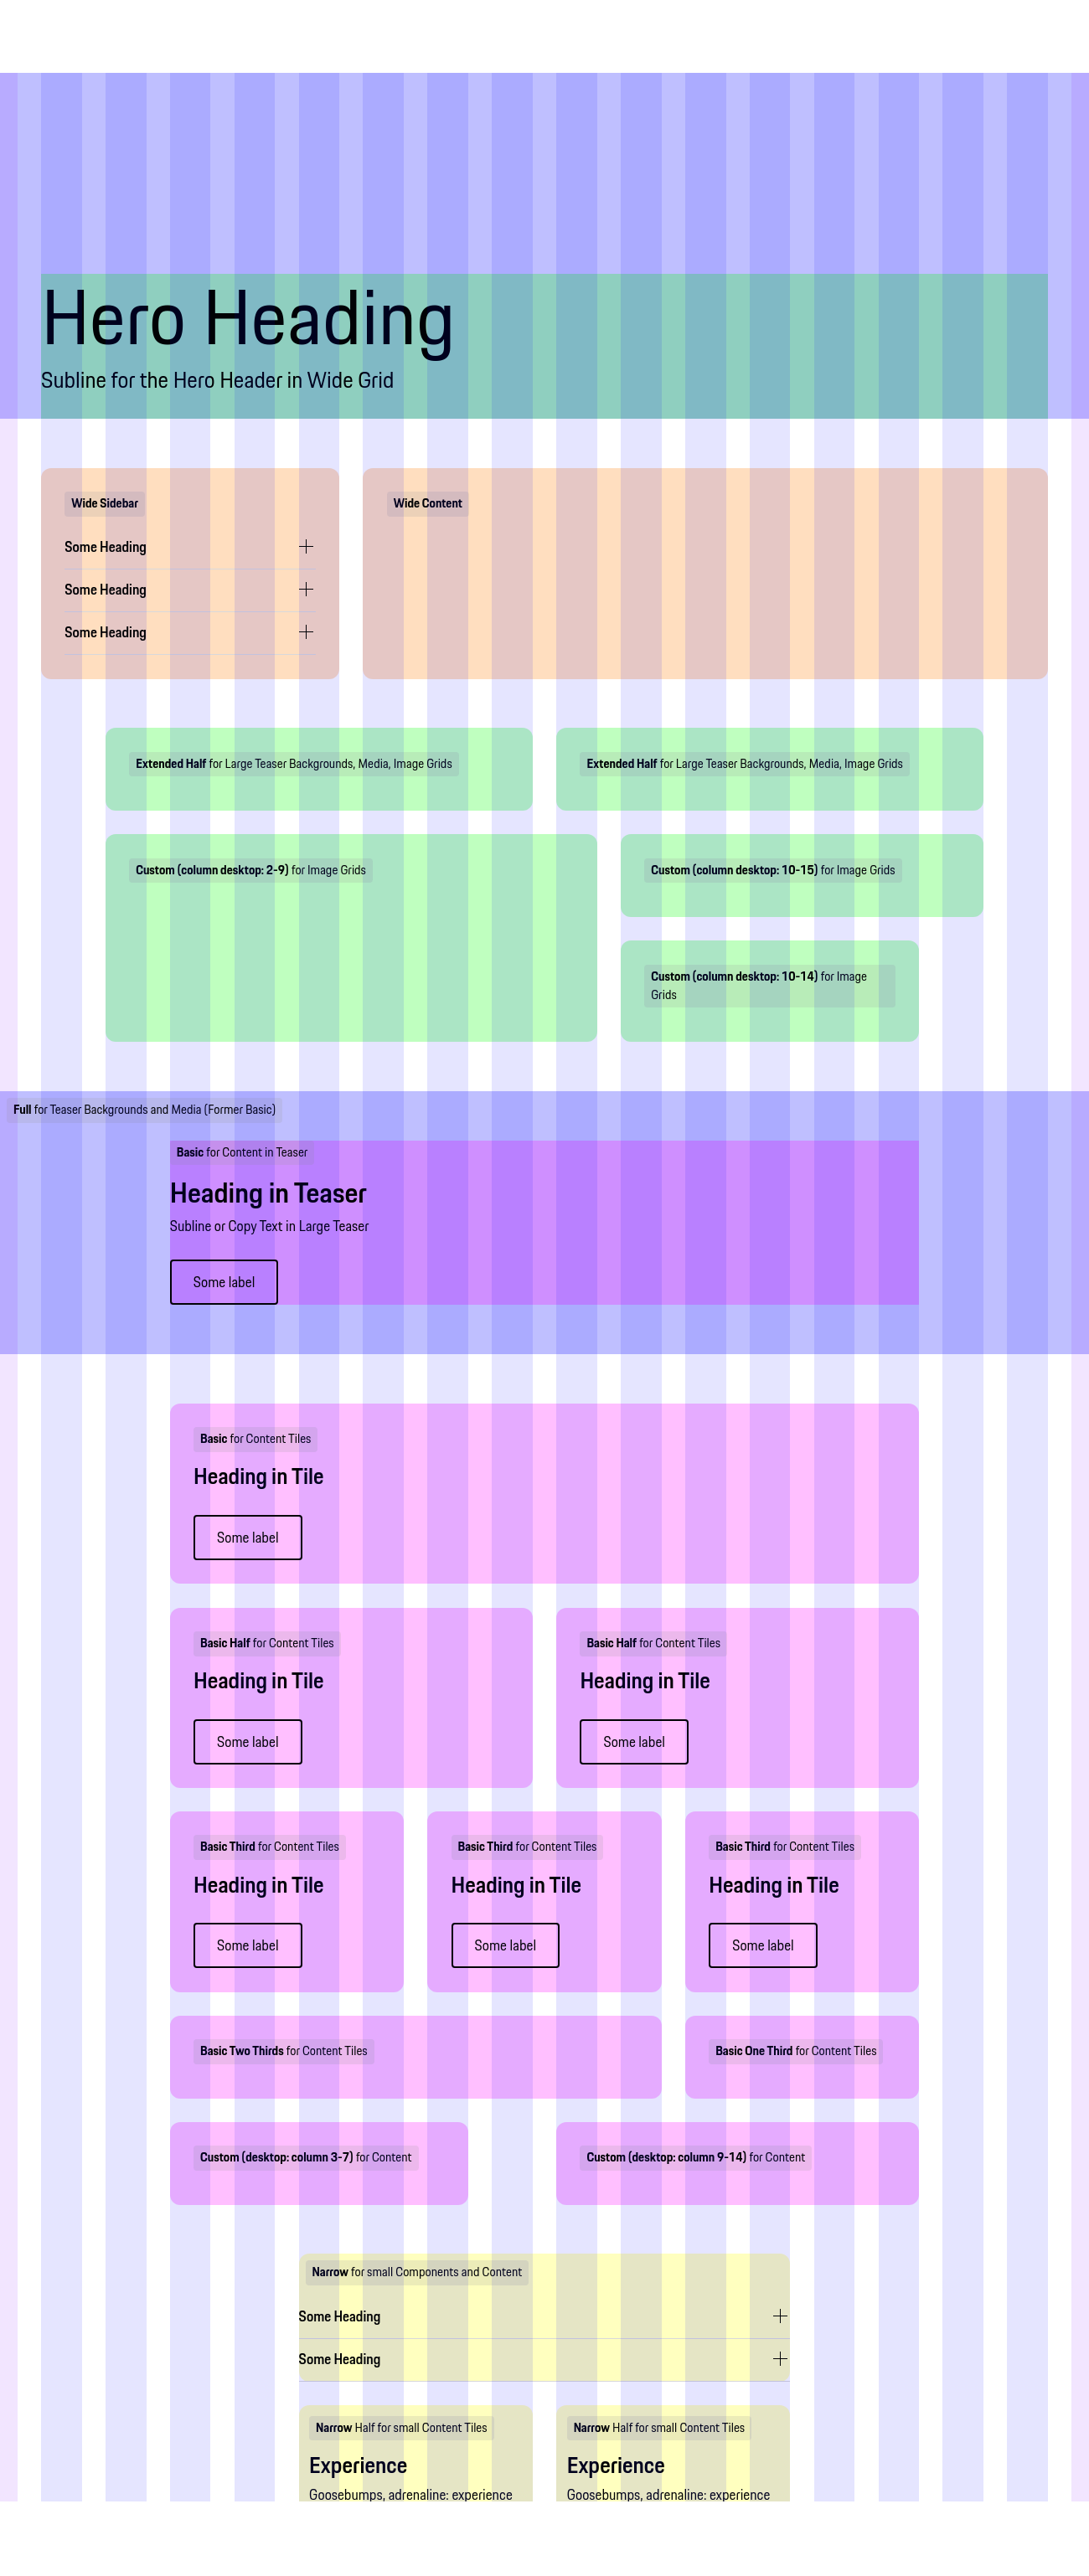 Hero Heading
Subline for the Hero Header in Wide Grid
Wide Sidebar
Some Heading
Some Heading
Some Heading
Wide Content
Extended Half for Large Teaser Backgrounds, Media, Image Grids
Extended Half for Large Teaser Backgrounds, Media, Image Grids
Custom (column desktop: 2-9) for Image Grids
Custom (column desktop: 10-15) for Image Grids
Custom (column desktop: 10-14) for Image
Grids
Full for Teaser Backgrounds and Media (Former Basic)
Basic for Content in Teaser
Heading in Teaser
Subline or Copy Text in Large Teaser
Some label
Basic for Content Tiles
Heading in Tile
Some label
Basic Half for Content Tiles
Heading in Tile
Some label
Basic Half for Content Tiles
Heading in Tile
Some label
Basic Third for Content Tiles
Heading in Tile
Some label
Basic Third for Content Tiles
Heading in Tile
Some label
Basic Third for Content Tiles
Heading in Tile
Some label
Basic Two Thirds for Content Tiles
Basic One Third for Content Tiles
Custom (desktop: column 3-7) for Content
Custom (desktop: column 9-14) for Content
Narrow for small Components and Content
Some Heading
Some Heading
Narrow Half for small Content Tiles
Experience
Goosebumps, adrenaline: experience
Narrow Half for small Content Tiles
Experience
Goosebumps, adrenaline: experience